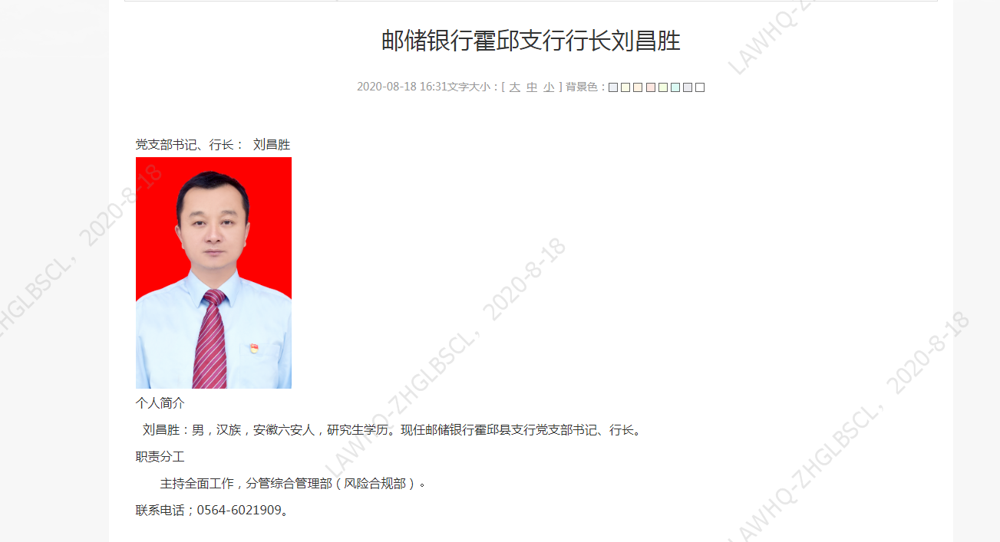 邮储银行霍邱支行行长刘昌胜
2020-08-18 16:31文字大小：[ 大 中 小 ] 背景色：
党支部书记、行长： 刘昌胜
个人简介
刘昌胜：男，汉族，安徽六安人，研究生学历。现任邮储银行霍邱县支行党支部书记、行长。
职责分工
主持全面工作，分管综合管理部（风险合规部）。
联系电话；0564-6021909。
LAWHQ-Z
HGLBSCL，2020-8-18
LAWHQ-ZHGLBSCL，2020-8-18
LAWHQ-ZHGLBSCL，2020-8-18